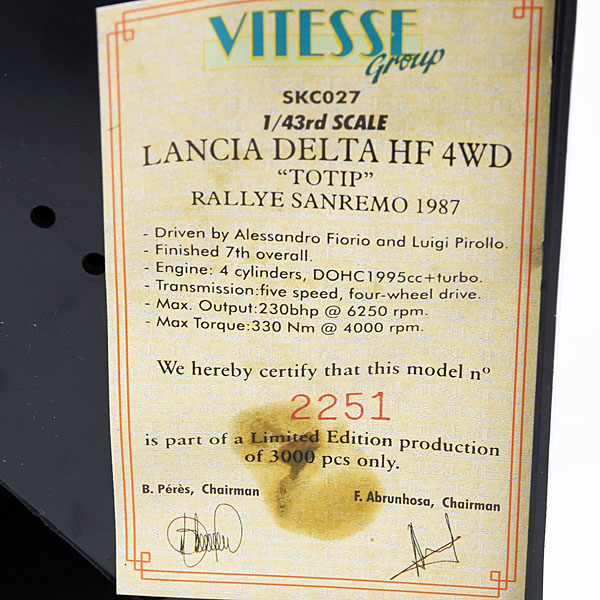 VITESSE
Group
SKC027
1/43rd SCALE
LANCIA DELTA HF 4WD
“TOTIP”
RALLYE SANREMO 1987
- Driven by Alessandro Fiorio and Luigi Pirollo.
- Finished 7th overall.
- Engine: 4 cylinders, DOHC1995cc+turbo.
- Transmission:five speed, four-wheel drive.
- Max. Output:230bhp @ 6250 rpm.
- Max Torque:330 Nm @ 4000 rpm.
We hereby certify that this model nº
2251
is part of a Limited Edition production
of 3000 pcs only.
B. Pérès, Chairman
F. Abrunhosa, Chairman